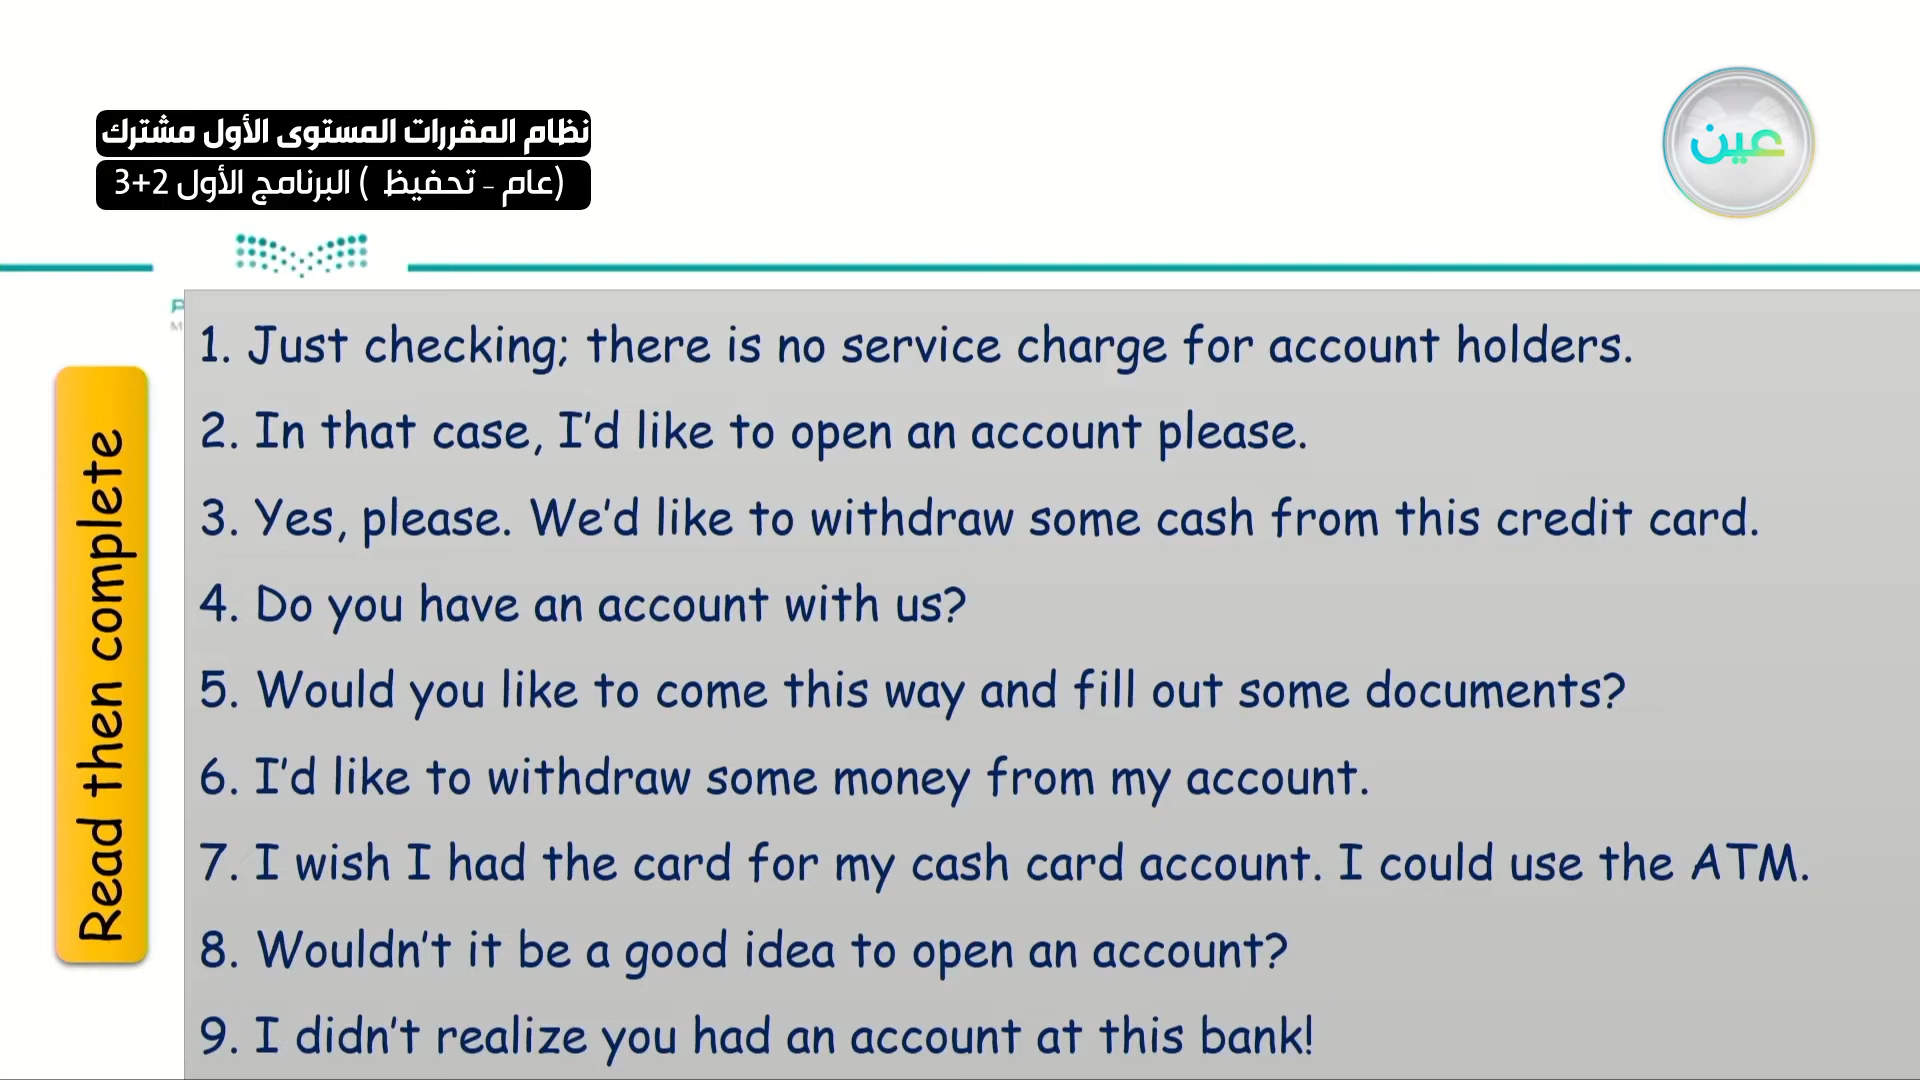 نظام المقررات المستوى الأول مشترك
(عام - تحفيظ ) البرنامج الأول 2+3
عين
Read then complete
1. Just checking; there is no service charge for account holders.
2. In that case, I'd like to open an account please.
3. Yes, please. We'd like to withdraw some cash from this credit card.
4. Do you have an account with us?
5. Would you like to come this way and fill out some documents?
6. I'd like to withdraw some money from my account.
7. I wish I had the card for my cash card account. I could use the ATM.
8. Wouldn't it be a good idea to open an account?
9. I didn't realize you had an account at this bank!